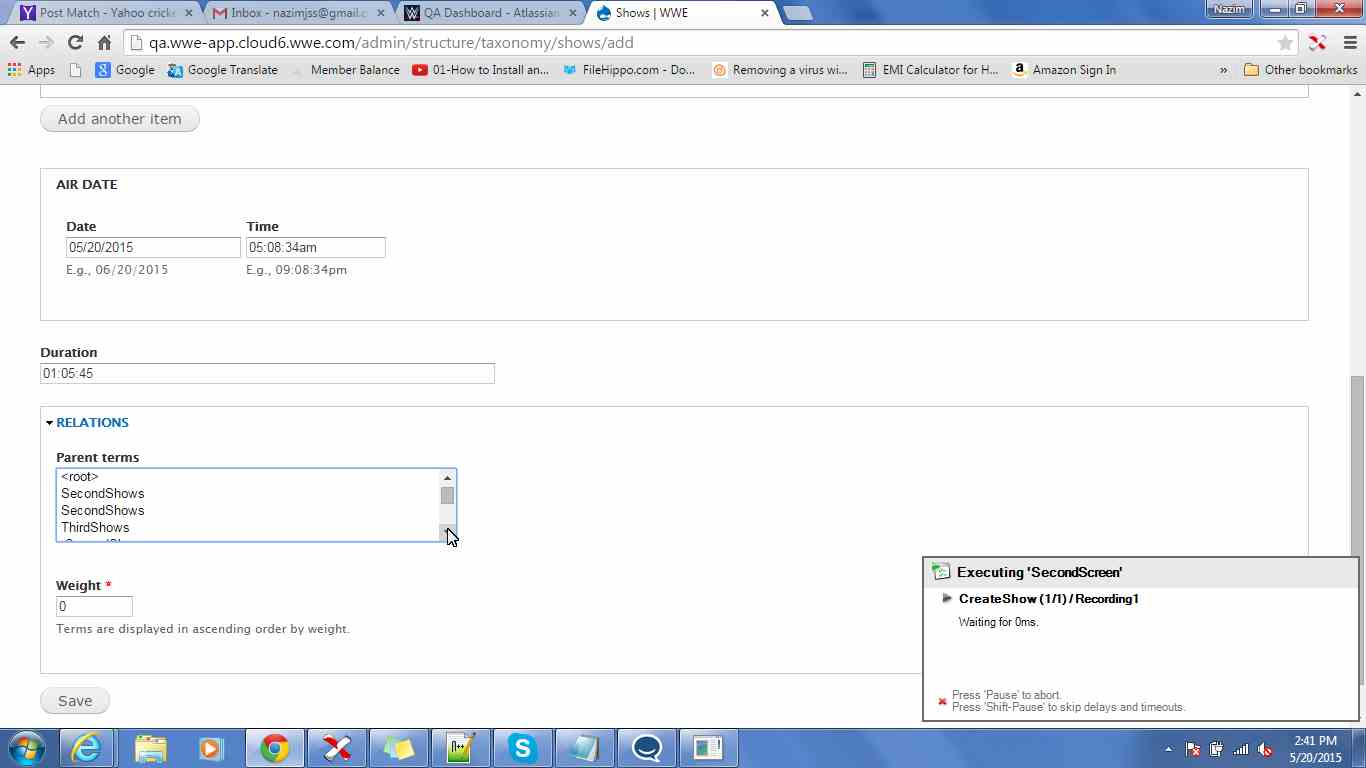 Post Match - Yahoo cricke
Inbox - nazimjss@gmail.c
QA Dashboard - Atlassian
Shows | WWE
Nazim
qa.wwe-app.cloud6.wwe.com/admin/structure/taxonomy/shows/add
Apps
Google
Google Translate
Member Balance
01-How to Install an...
FileHippo.com - Do...
Removing a virus wi...
EMI Calculator for H...
Amazon Sign In
»
Other bookmarks
Add another item
AIR DATE
Date
Time
05/20/2015
05:08:34am
E.g., 06/20/2015
E.g., 09:08:34pm
Duration
01:05:45
RELATIONS
Parent terms
<root>
SecondShows
SecondShows
ThirdShows
Weight *
0
Terms are displayed in ascending order by weight.
Save
Executing 'SecondScreen'
CreateShow (1/1) / Recording1
Waiting for 0ms.
Press 'Pause' to abort.
Press 'Shift-Pause' to skip delays and timeouts.
2:41 PM
5/20/2015